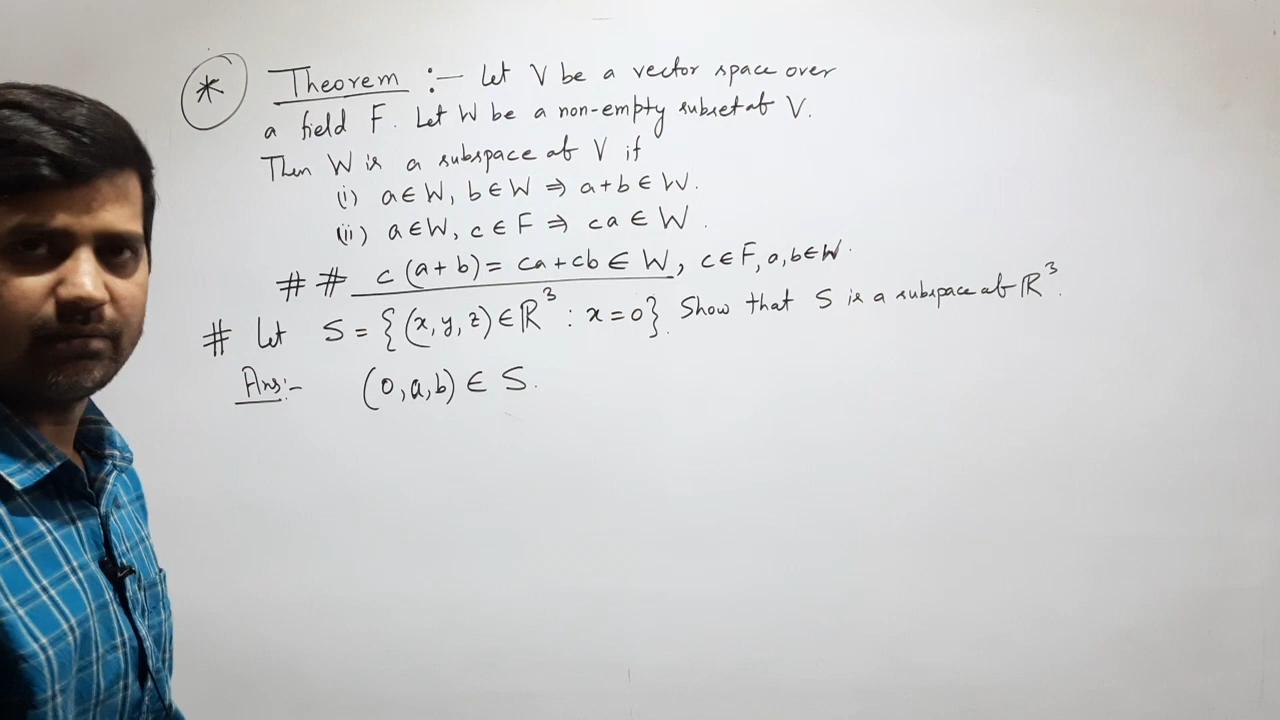 * Theorem :- Let V be a vector space over
a field F. Let W be a non-empty subset of V.
Then W is a subspace of V if
(i) a ∈ W, b ∈ W ⇒ a+b ∈ W.
(ii) a ∈ W, c ∈ F ⇒ ca ∈ W.
# # c(a+b) = ca+cb ∈ W, c ∈ F, a,b ∈ W.
# Let S = {(x,y,z) ∈ ℝ³ : x=0}. Show that S is a subspace of ℝ³.
Ans:- (0,a,b) ∈ S.